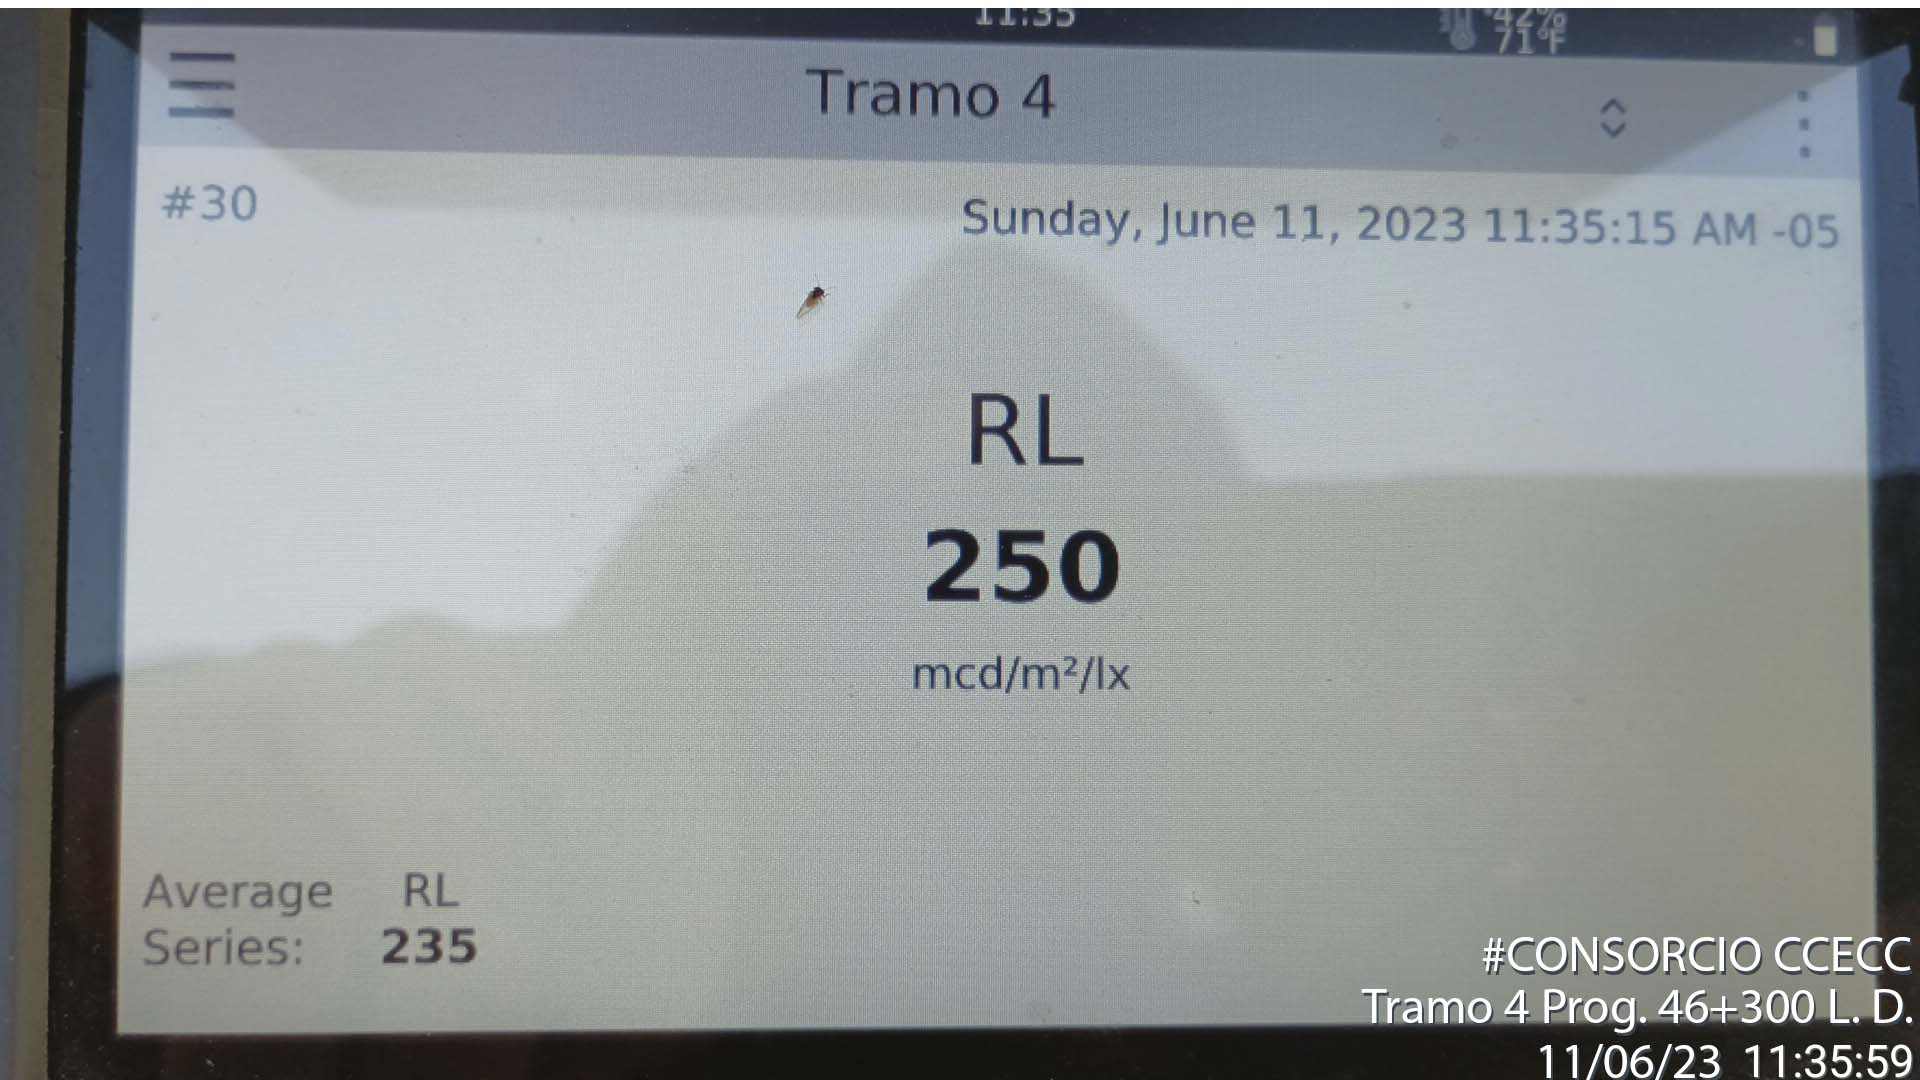 11:35
42%
71°F
Tramo 4
#30
Sunday, June 11, 2023 11:35:15 AM -05
RL
250
mcd/m²/lx
Average RL
Series: 235
#CONSORCIO CCECC
Tramo 4 Prog. 46+300 L. D.
11/06/23 11:35:59